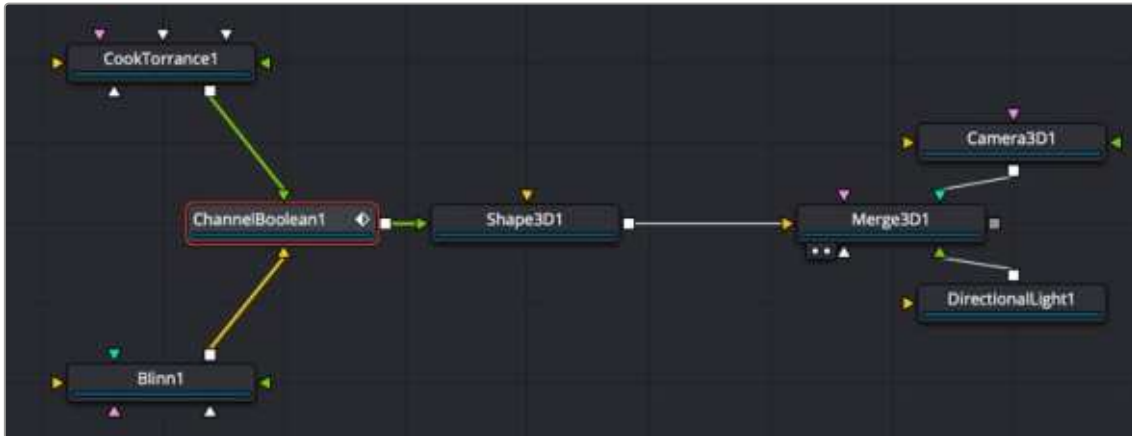 CookTorrance1
Camera3D1
ChannelBoolean1
Shape3D1
Merge3D1
DirectionalLight1
Blinn1